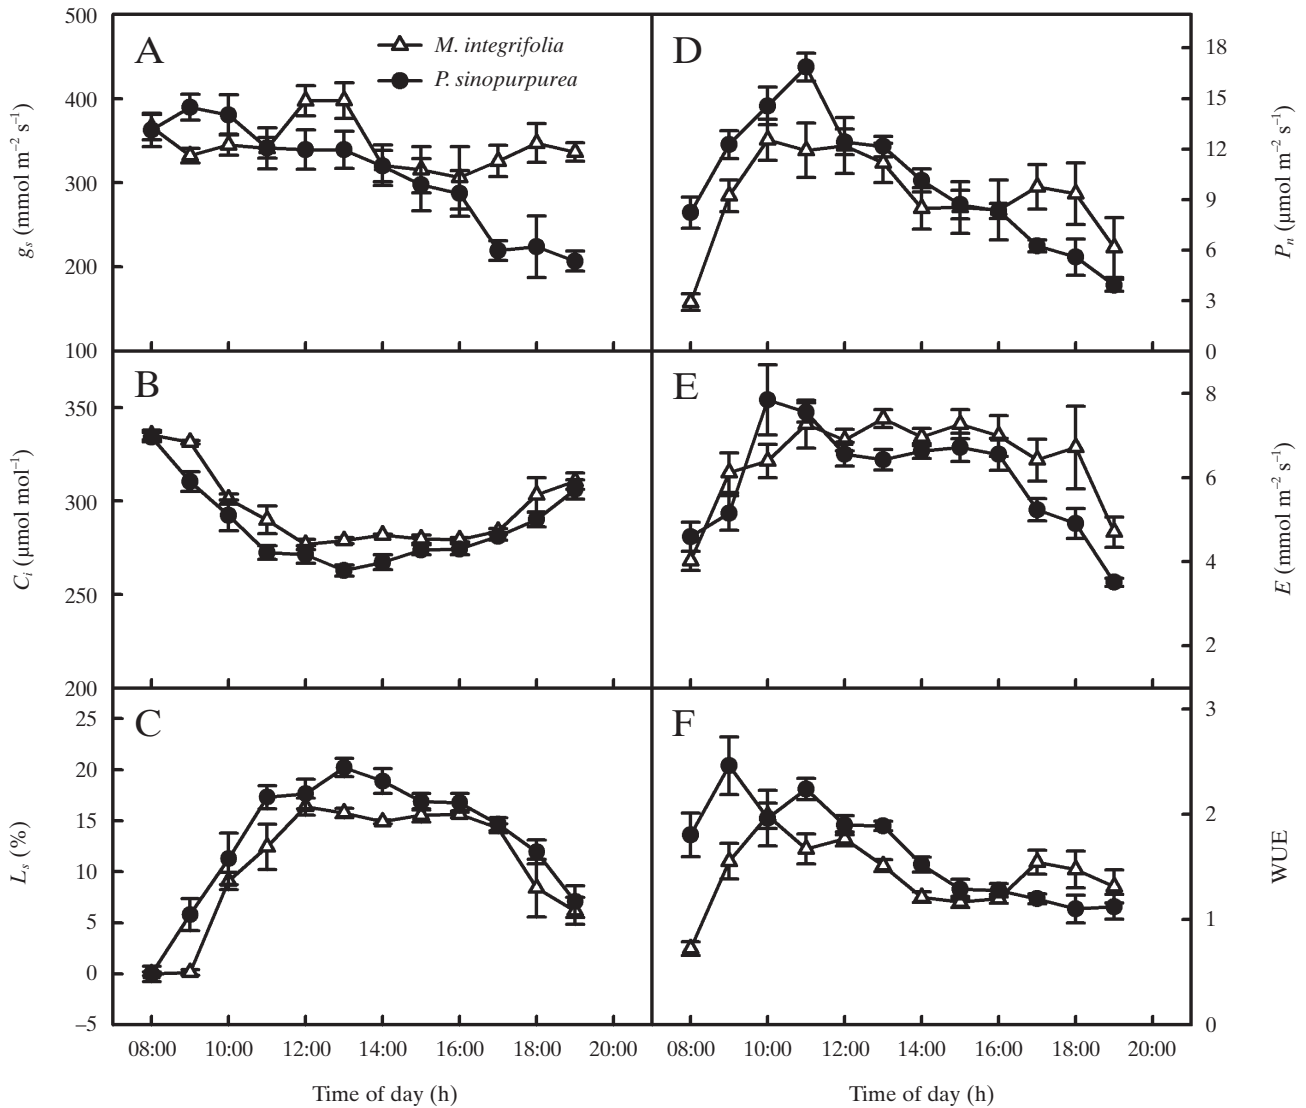 A
M. integrifolia
P. sinopurpurea
500
400
300
200
100
gs (mmol m⁻² s⁻¹)
D
18
15
12
9
6
3
0
Pn (μmol m⁻² s⁻¹)
B
350
300
250
200
Ci (μmol mol⁻¹)
E
8
6
4
2
E (mmol m⁻² s⁻¹)
C
25
20
15
10
5
0
–5
Ls (%)
F
3
2
1
0
WUE
08:00 10:00 12:00 14:00 16:00 18:00 20:00
08:00 10:00 12:00 14:00 16:00 18:00 20:00
Time of day (h)
Time of day (h)